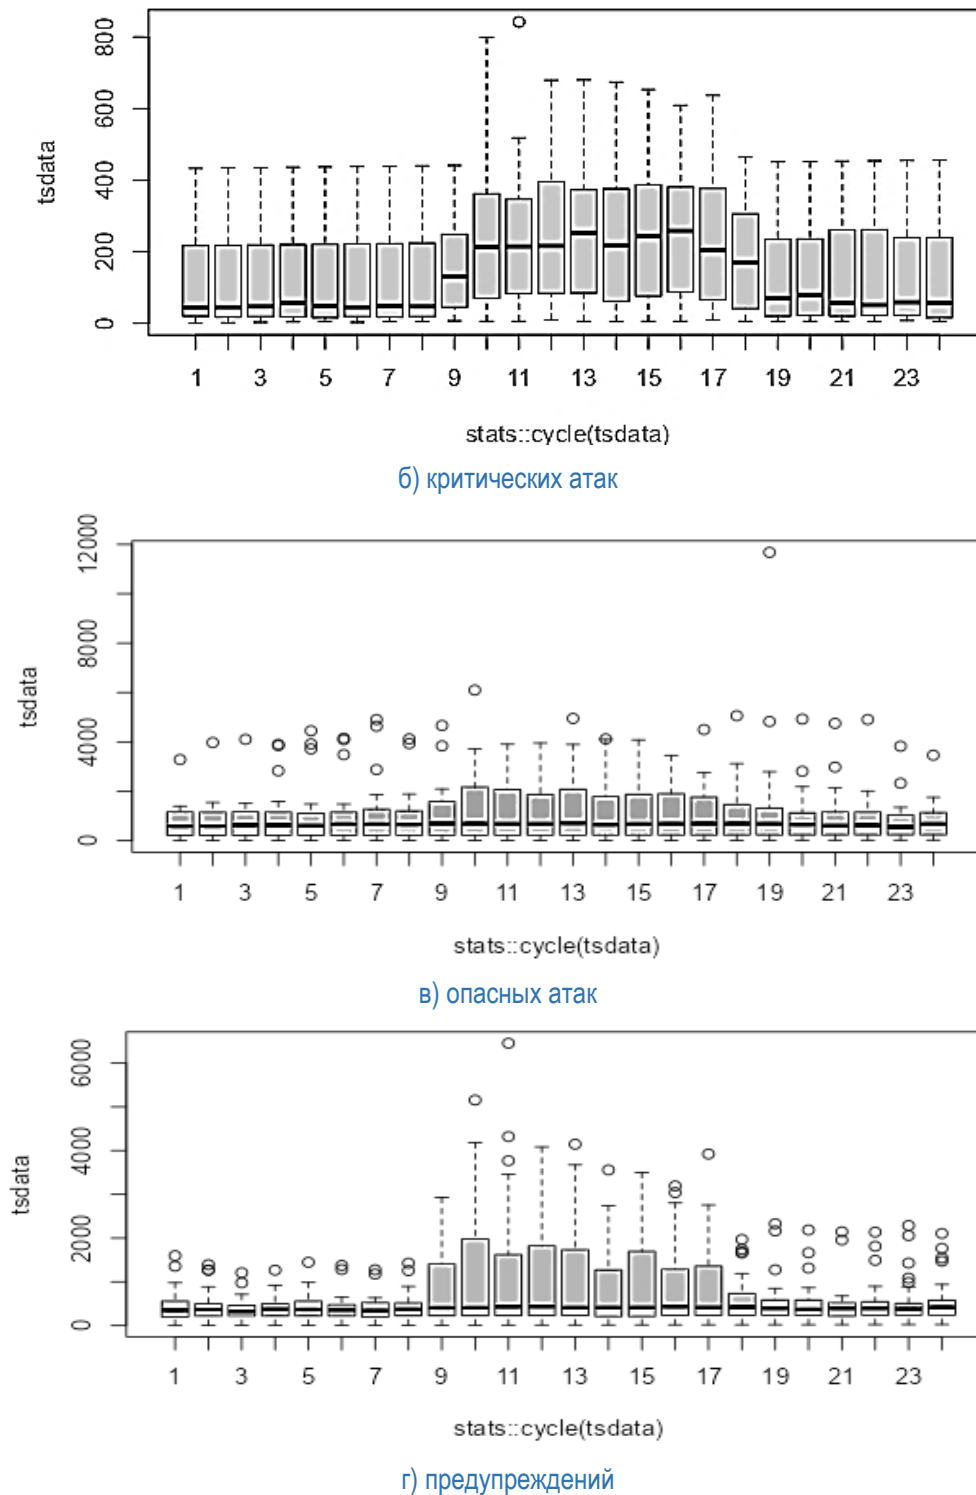 800
600
400
200
0
tsdata
1 3 5 7 9 11 13 15 17 19 21 23
stats::cycle(tsdata)
б) критических атак
12000
8000
4000
0
tsdata
1 3 5 7 9 11 13 15 17 19 21 23
stats::cycle(tsdata)
в) опасных атак
6000
4000
2000
0
tsdata
1 3 5 7 9 11 13 15 17 19 21 23
stats::cycle(tsdata)
г) предупреждений